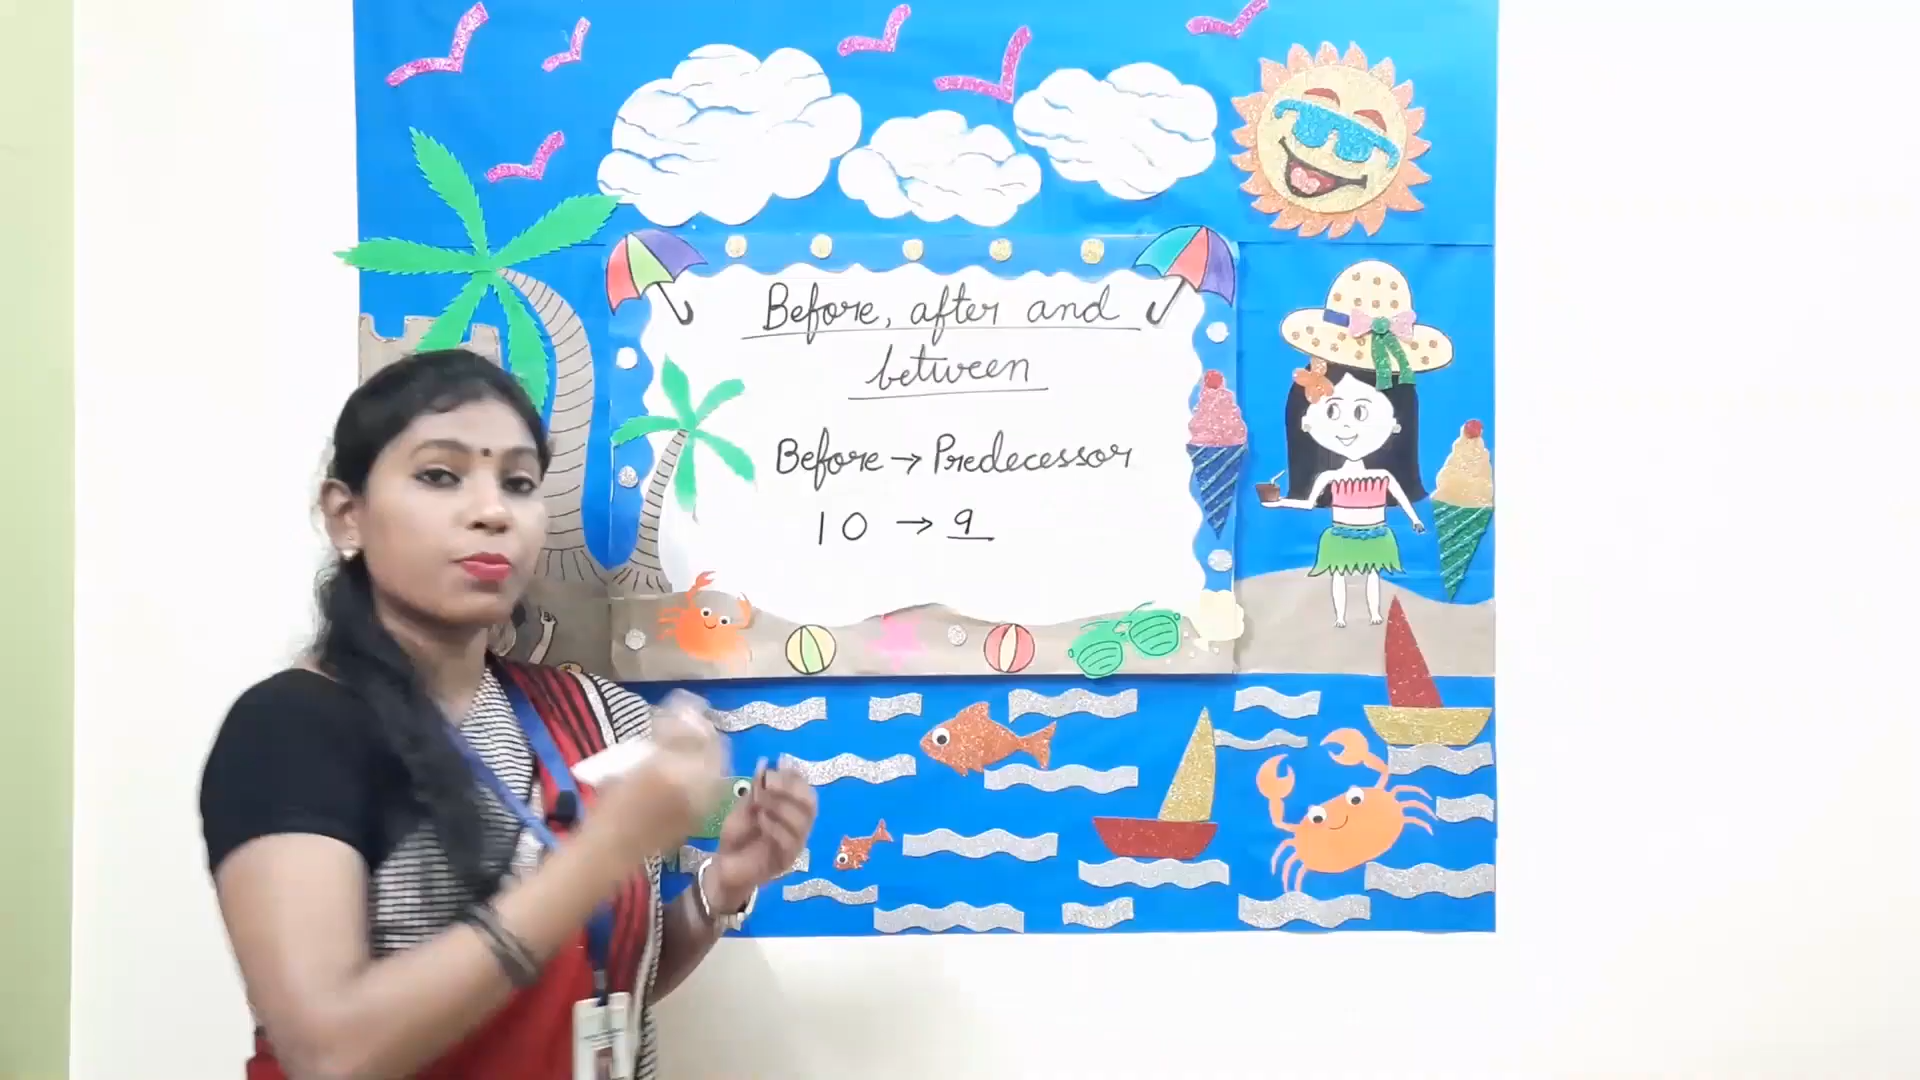 Before, after and
between
Before → Predecessor
10 → 9